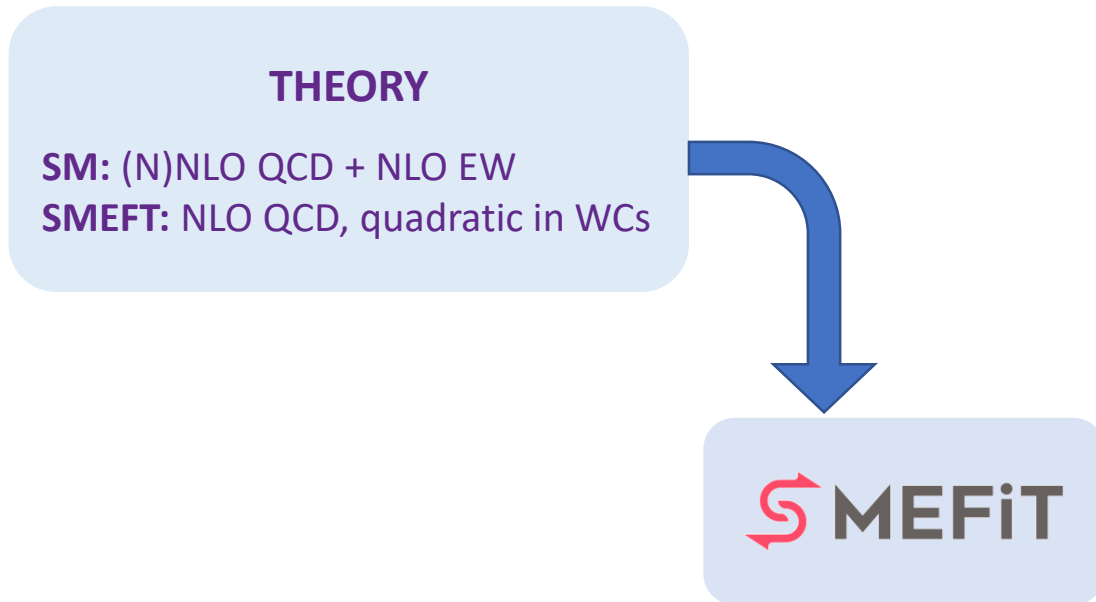 THEORY
SM: (N)NLO QCD + NLO EW
SMEFT: NLO QCD, quadratic in WCs
SMEFiT